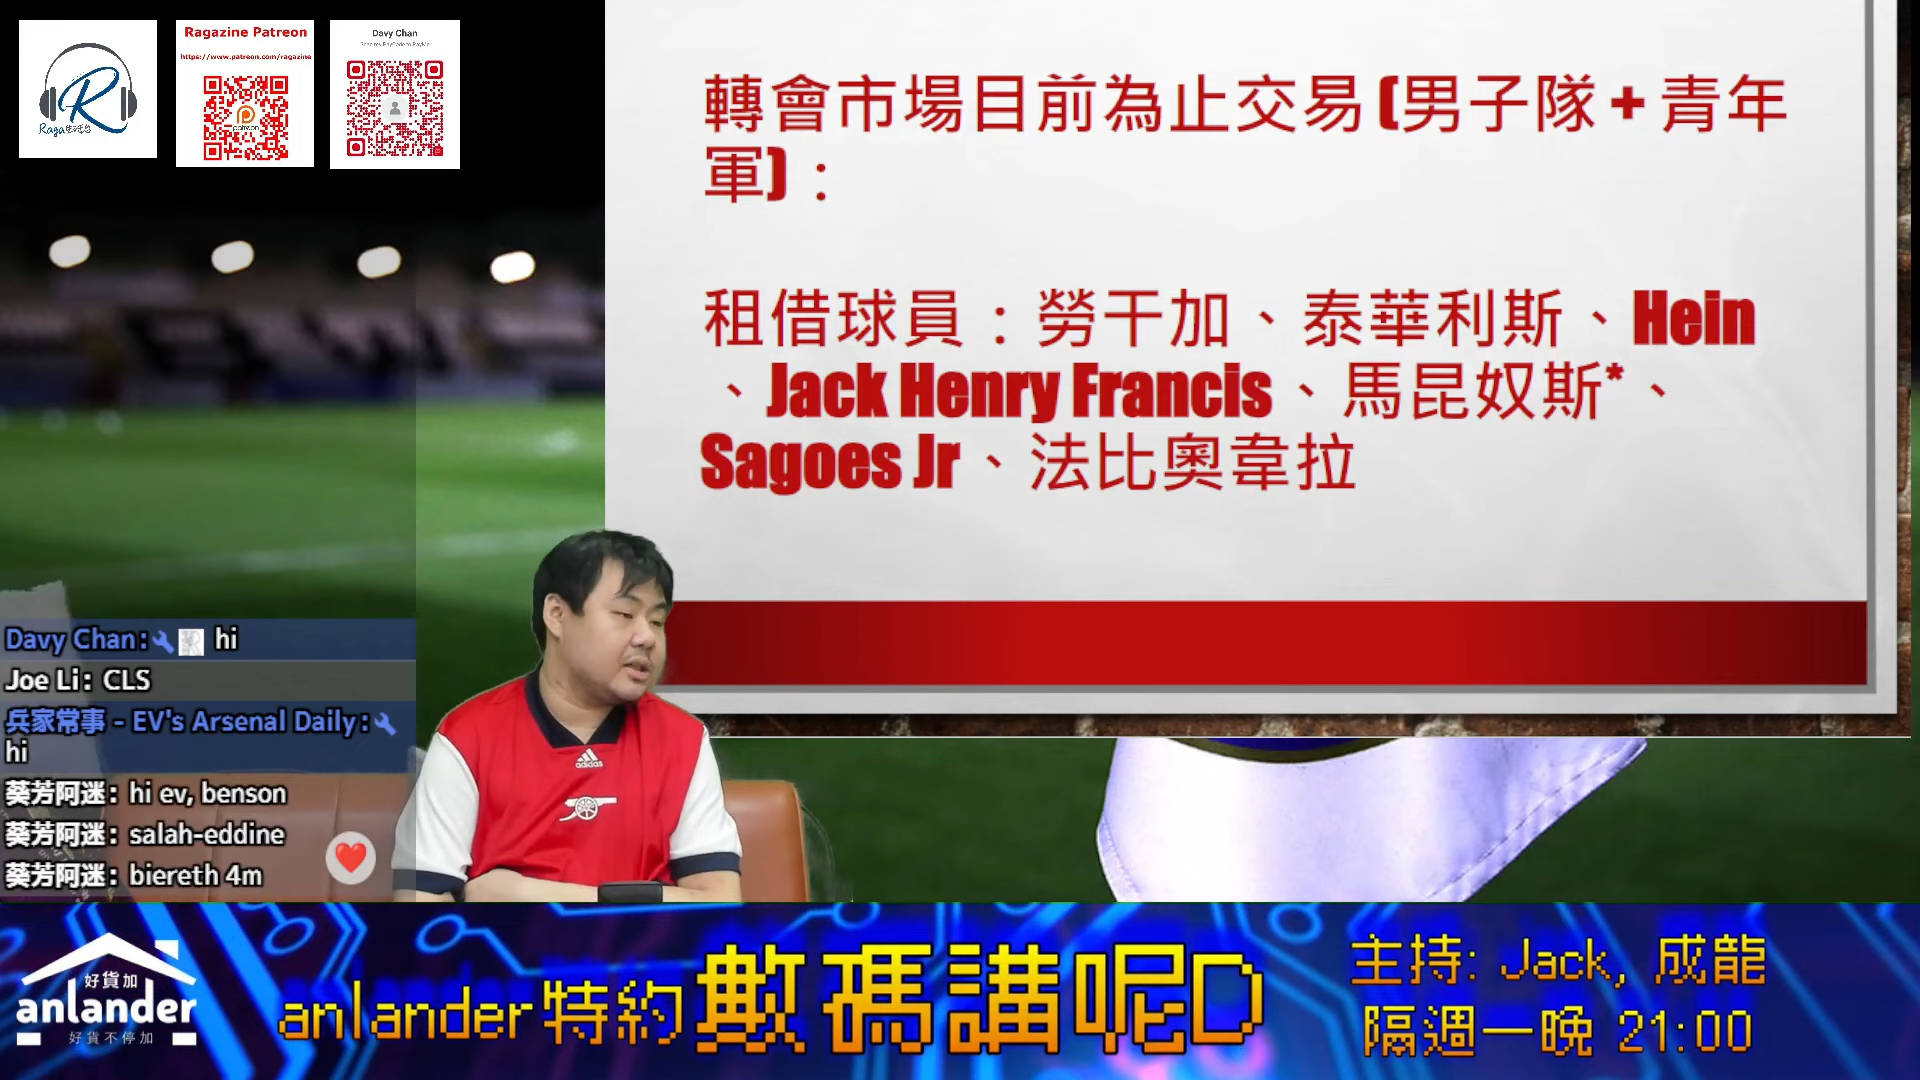 Ragazine Patreon
https://www.patreon.com/ragazine
patreon
Davy Chan
轉會市場目前為止交易 (男子隊 + 青年
軍)：
租借球員：勞干加、泰華利斯、Hein
、Jack Henry Francis、馬昆奴斯*、
Sagoes Jr、法比奧韋拉
Davy Chan: hi
Joe Li: CLS
兵家常事 - EV's Arsenal Daily:
hi
葵芳阿迷: hi ev, benson
葵芳阿迷: salah-eddine
葵芳阿迷: biereth 4m
adidas
好貨加
anlander
好貨不停加
anlander特約 數碼講呢D
主持: Jack, 成龍
隔週一晚 21:00